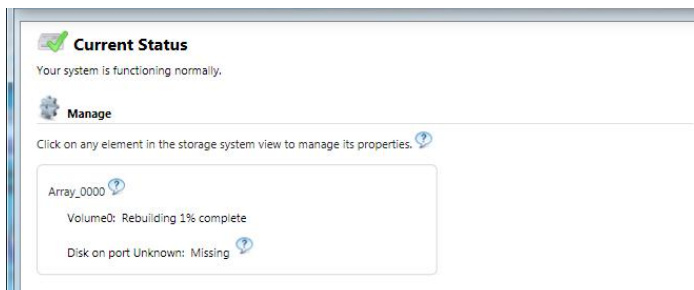 Current Status
Your system is functioning normally.
Manage
Click on any element in the storage system view to manage its properties. ?
Array_0000 ?
Volume0: Rebuilding 1% complete
Disk on port Unknown: Missing ?